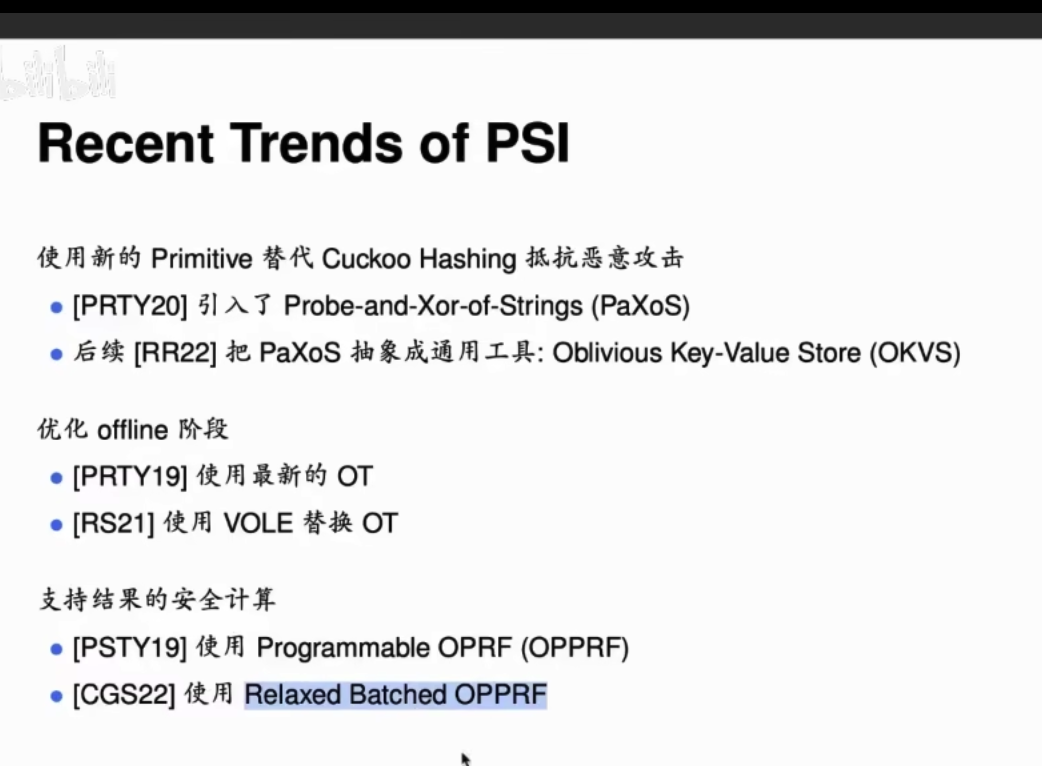 Recent Trends of PSI
使用新的 Primitive 替代 Cuckoo Hashing 抵抗恶意攻击
[PRTY20] 引入了 Probe-and-Xor-of-Strings (PaXoS)
后续 [RR22] 把 PaXoS 抽象成通用工具: Oblivious Key-Value Store (OKVS)
优化 offline 阶段
[PRTY19] 使用最新的 OT
[RS21] 使用 VOLE 替换 OT
支持结果的安全计算
[PSTY19] 使用 Programmable OPRF (OPPRF)
[CGS22] 使用 Relaxed Batched OPPRF